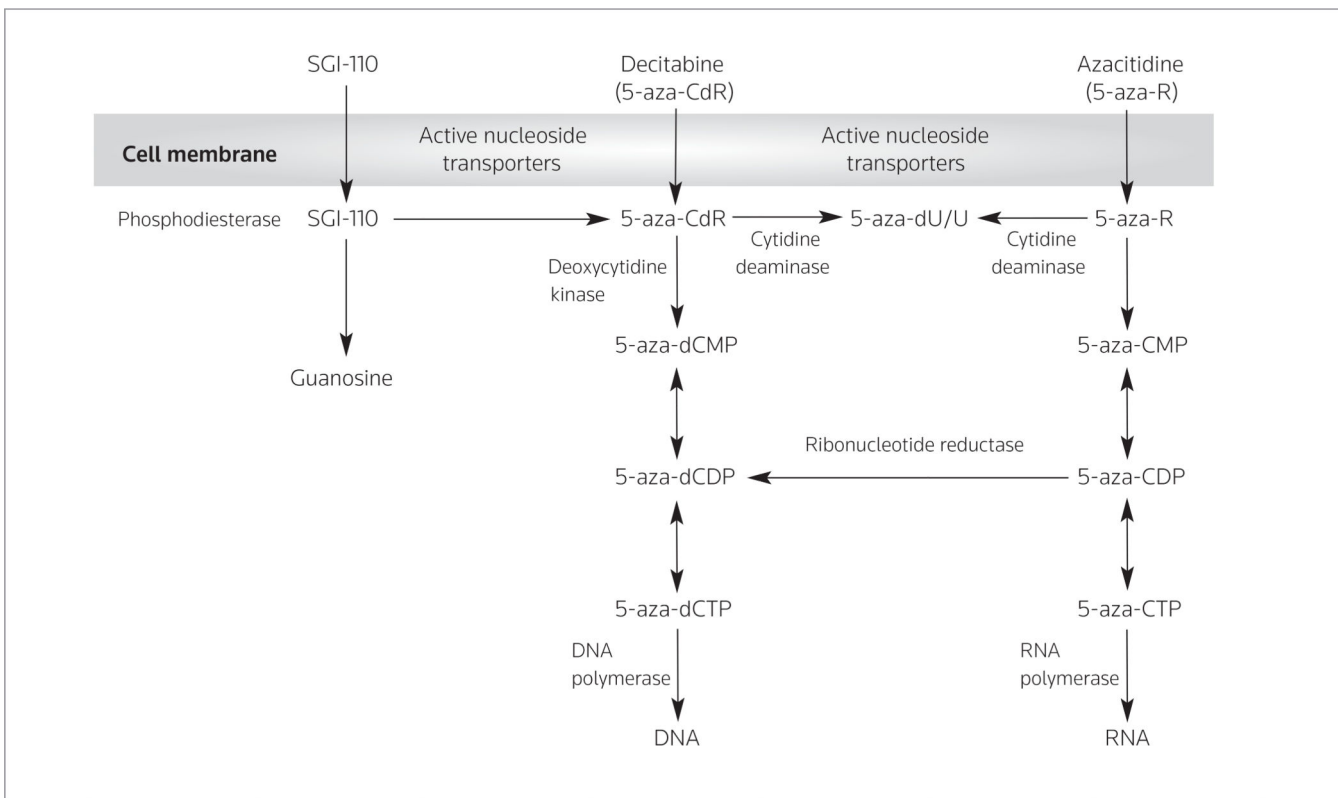 SGI-110
Decitabine
(5-aza-CdR)
Azacitidine
(5-aza-R)
Cell membrane
Active nucleoside
transporters
Active nucleoside
transporters
Phosphodiesterase
SGI-110
5-aza-CdR
5-aza-dU/U
5-aza-R
Cytidine
deaminase
Cytidine
deaminase
Deoxycytidine
kinase
5-aza-dCMP
5-aza-CMP
Guanosine
Ribonucleotide reductase
5-aza-dCDP
5-aza-CDP
5-aza-dCTP
5-aza-CTP
DNA
polymerase
RNA
polymerase
DNA
RNA